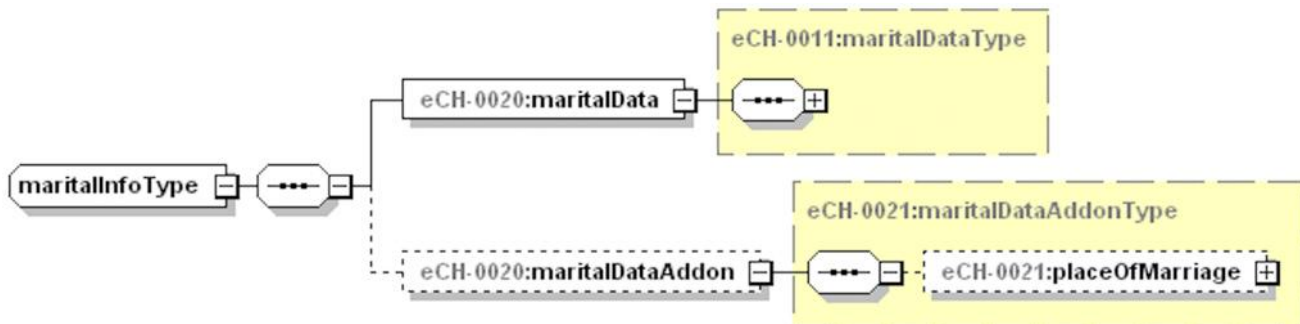 eCH-0011:maritalDataType
eCH-0020:maritalData
maritalInfoType
eCH-0021:maritalDataAddonType
eCH-0020:maritalDataAddon
eCH-0021:placeOfMarriage